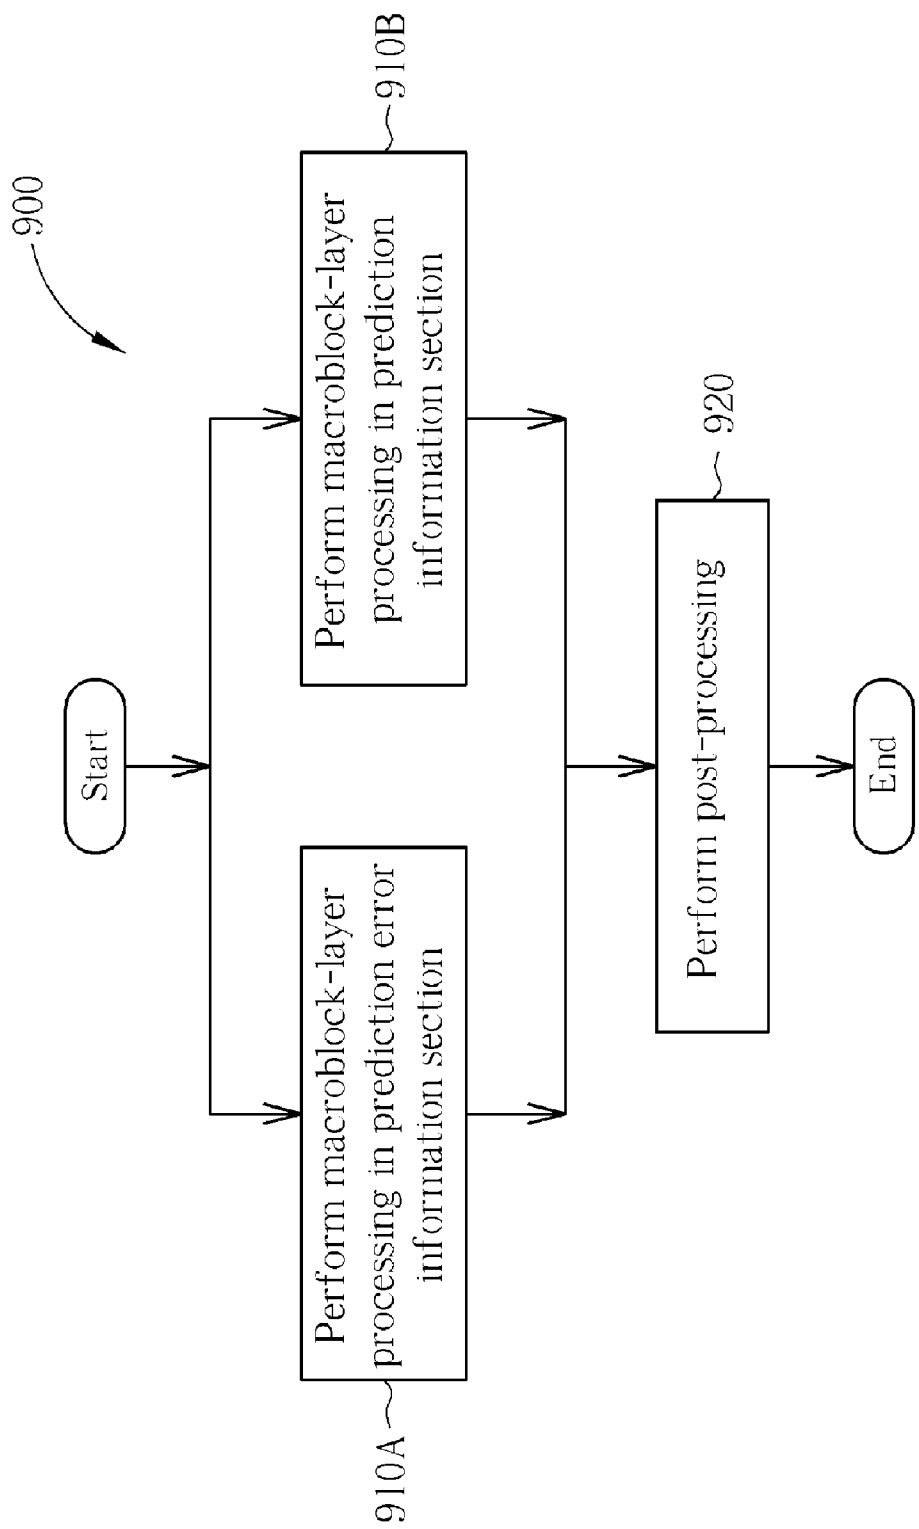 900
Start
910A
Perform macroblock-layer
processing in prediction error
information section
910B
Perform macroblock-layer
processing in prediction
information section
920
Perform post-processing
End